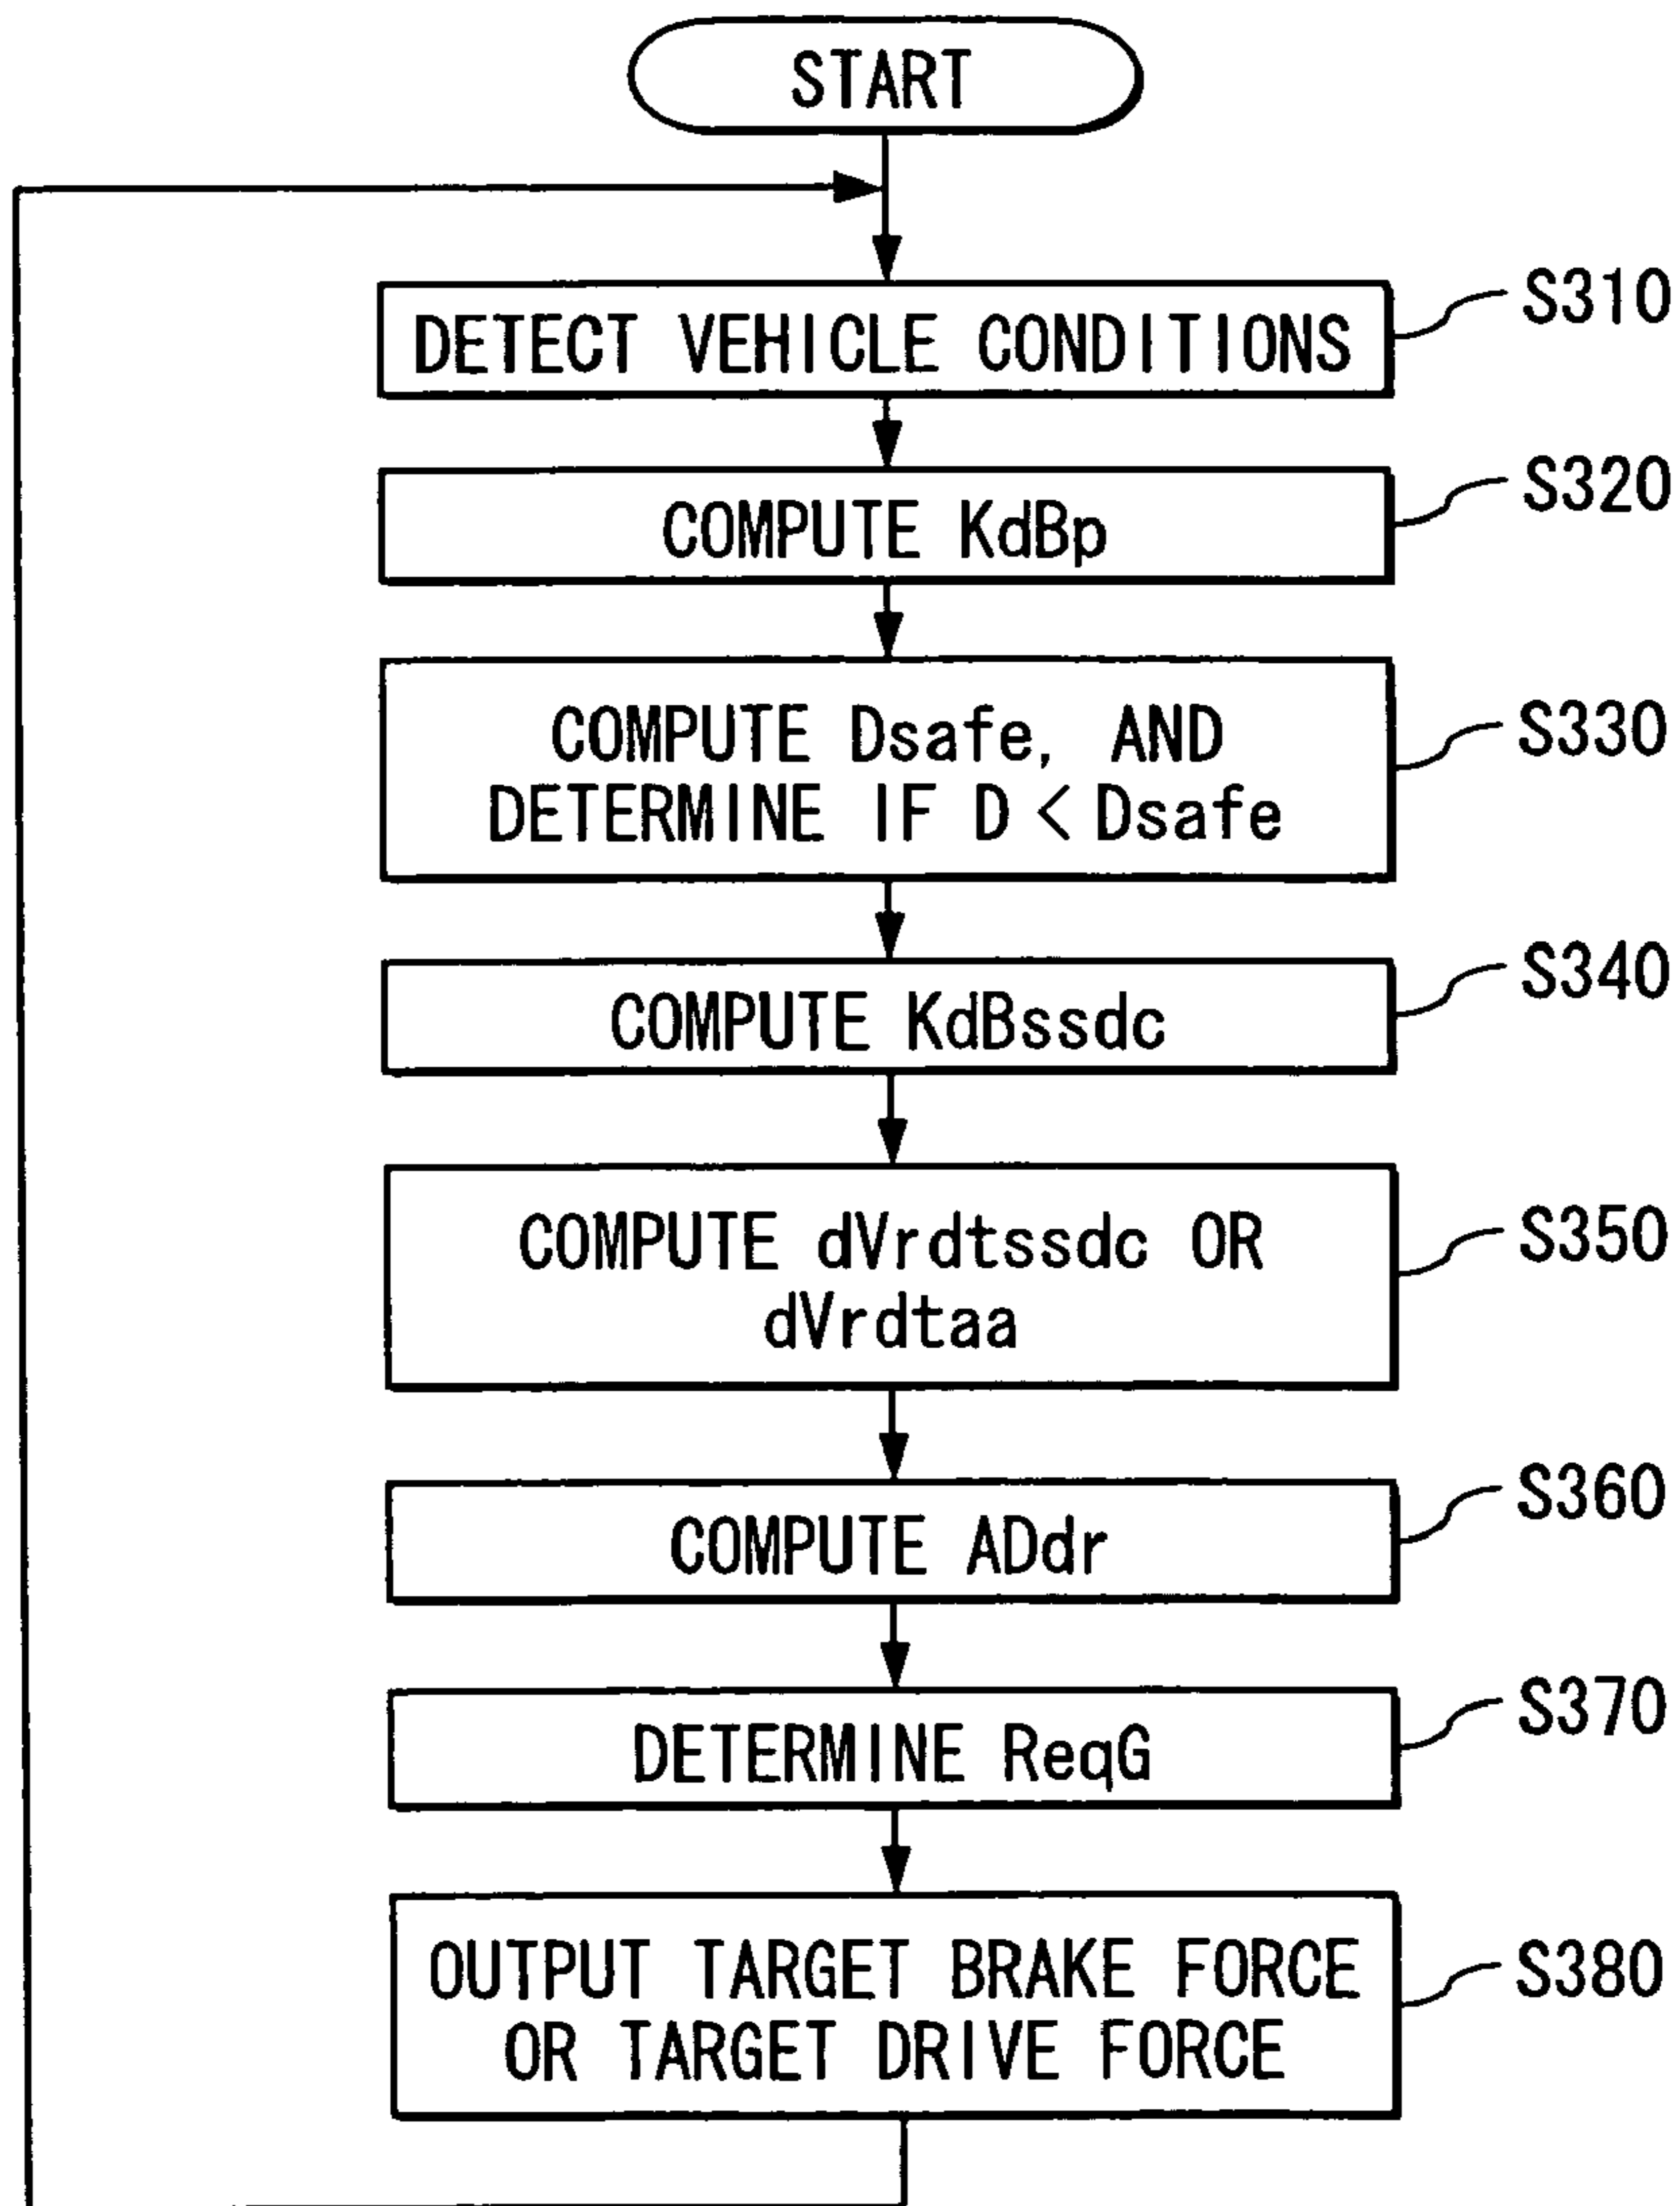 START
DETECT VEHICLE CONDITIONS
S310
COMPUTE KdBp
S320
COMPUTE Dsafe, AND
DETERMINE IF D < Dsafe
S330
COMPUTE KdBssdc
S340
COMPUTE dVrdtssdc OR
dVrdtaa
S350
COMPUTE ADdr
S360
DETERMINE ReqG
S370
OUTPUT TARGET BRAKE FORCE
OR TARGET DRIVE FORCE
S380